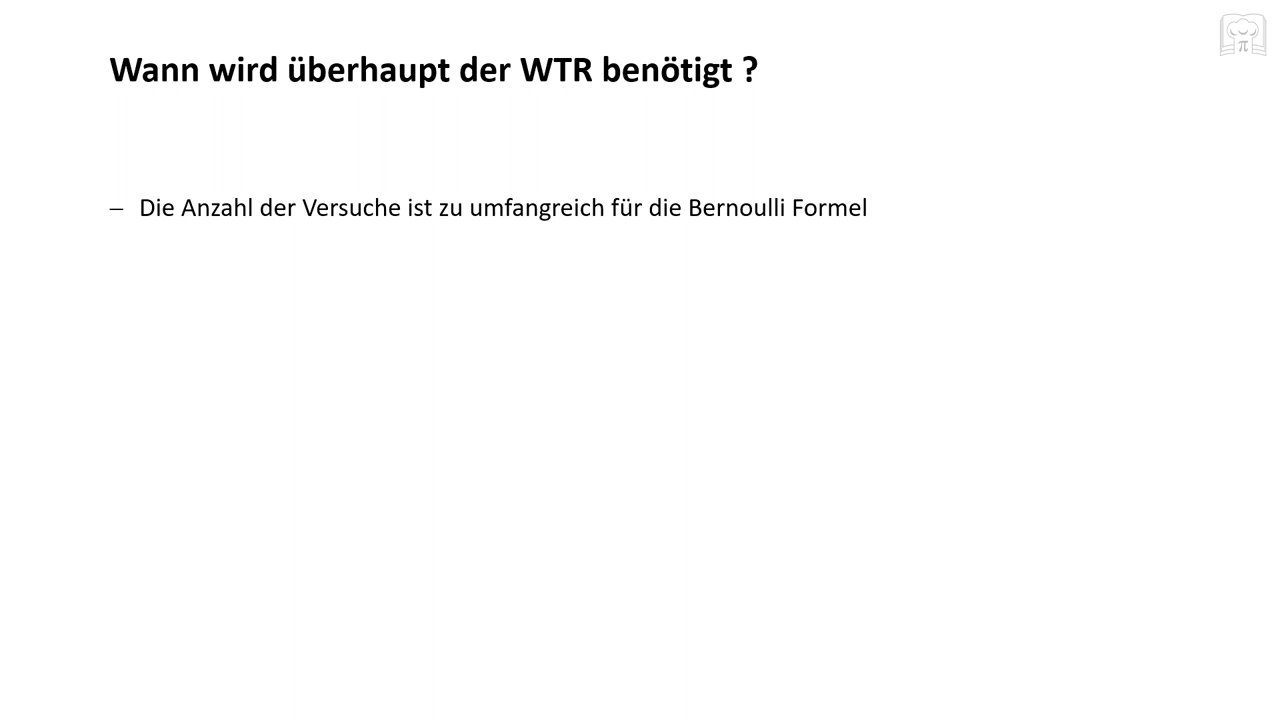 Wann wird überhaupt der WTR benötigt ?
– Die Anzahl der Versuche ist zu umfangreich für die Bernoulli Formel
π